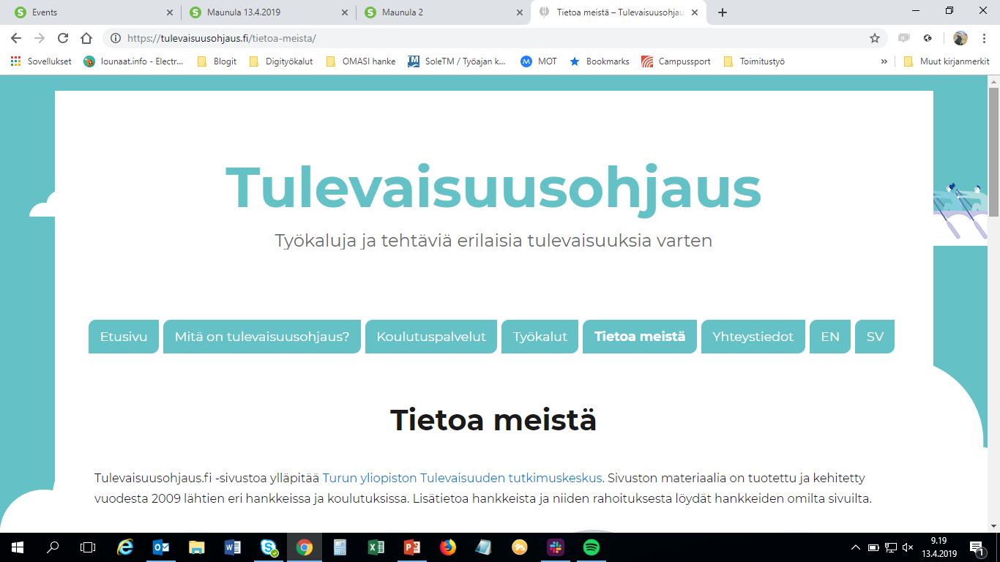 Events
Maunula 13.4.2019
Maunula 2
Tietoa meistä – Tulevaisuusohjau
https://tulevaisuusohjaus.fi/tietoa-meista/
Sovellukset
lounaat.info - Electr...
Blogit
Digityökalut
OMASI hanke
SoleTM / Työajan k...
MOT
Bookmarks
Campussport
Toimitustyö
»
Muut kirjanmerkit
Tulevaisuusohjaus
Työkaluja ja tehtäviä erilaisia tulevaisuuksia varten
Etusivu
Mitä on tulevaisuusohjaus?
Koulutuspalvelut
Työkalut
Tietoa meistä
Yhteystiedot
EN
SV
Tietoa meistä
Tulevaisuusohjaus.fi -sivustoa ylläpitää Turun yliopiston Tulevaisuuden tutkimuskeskus. Sivuston materiaalia on tuotettu ja kehitetty
vuodesta 2009 lähtien eri hankkeissa ja koulutuksissa. Lisätietoa hankkeista ja niiden rahoituksesta löydät hankkeiden omilta sivuilta.
9.19
13.4.2019
1